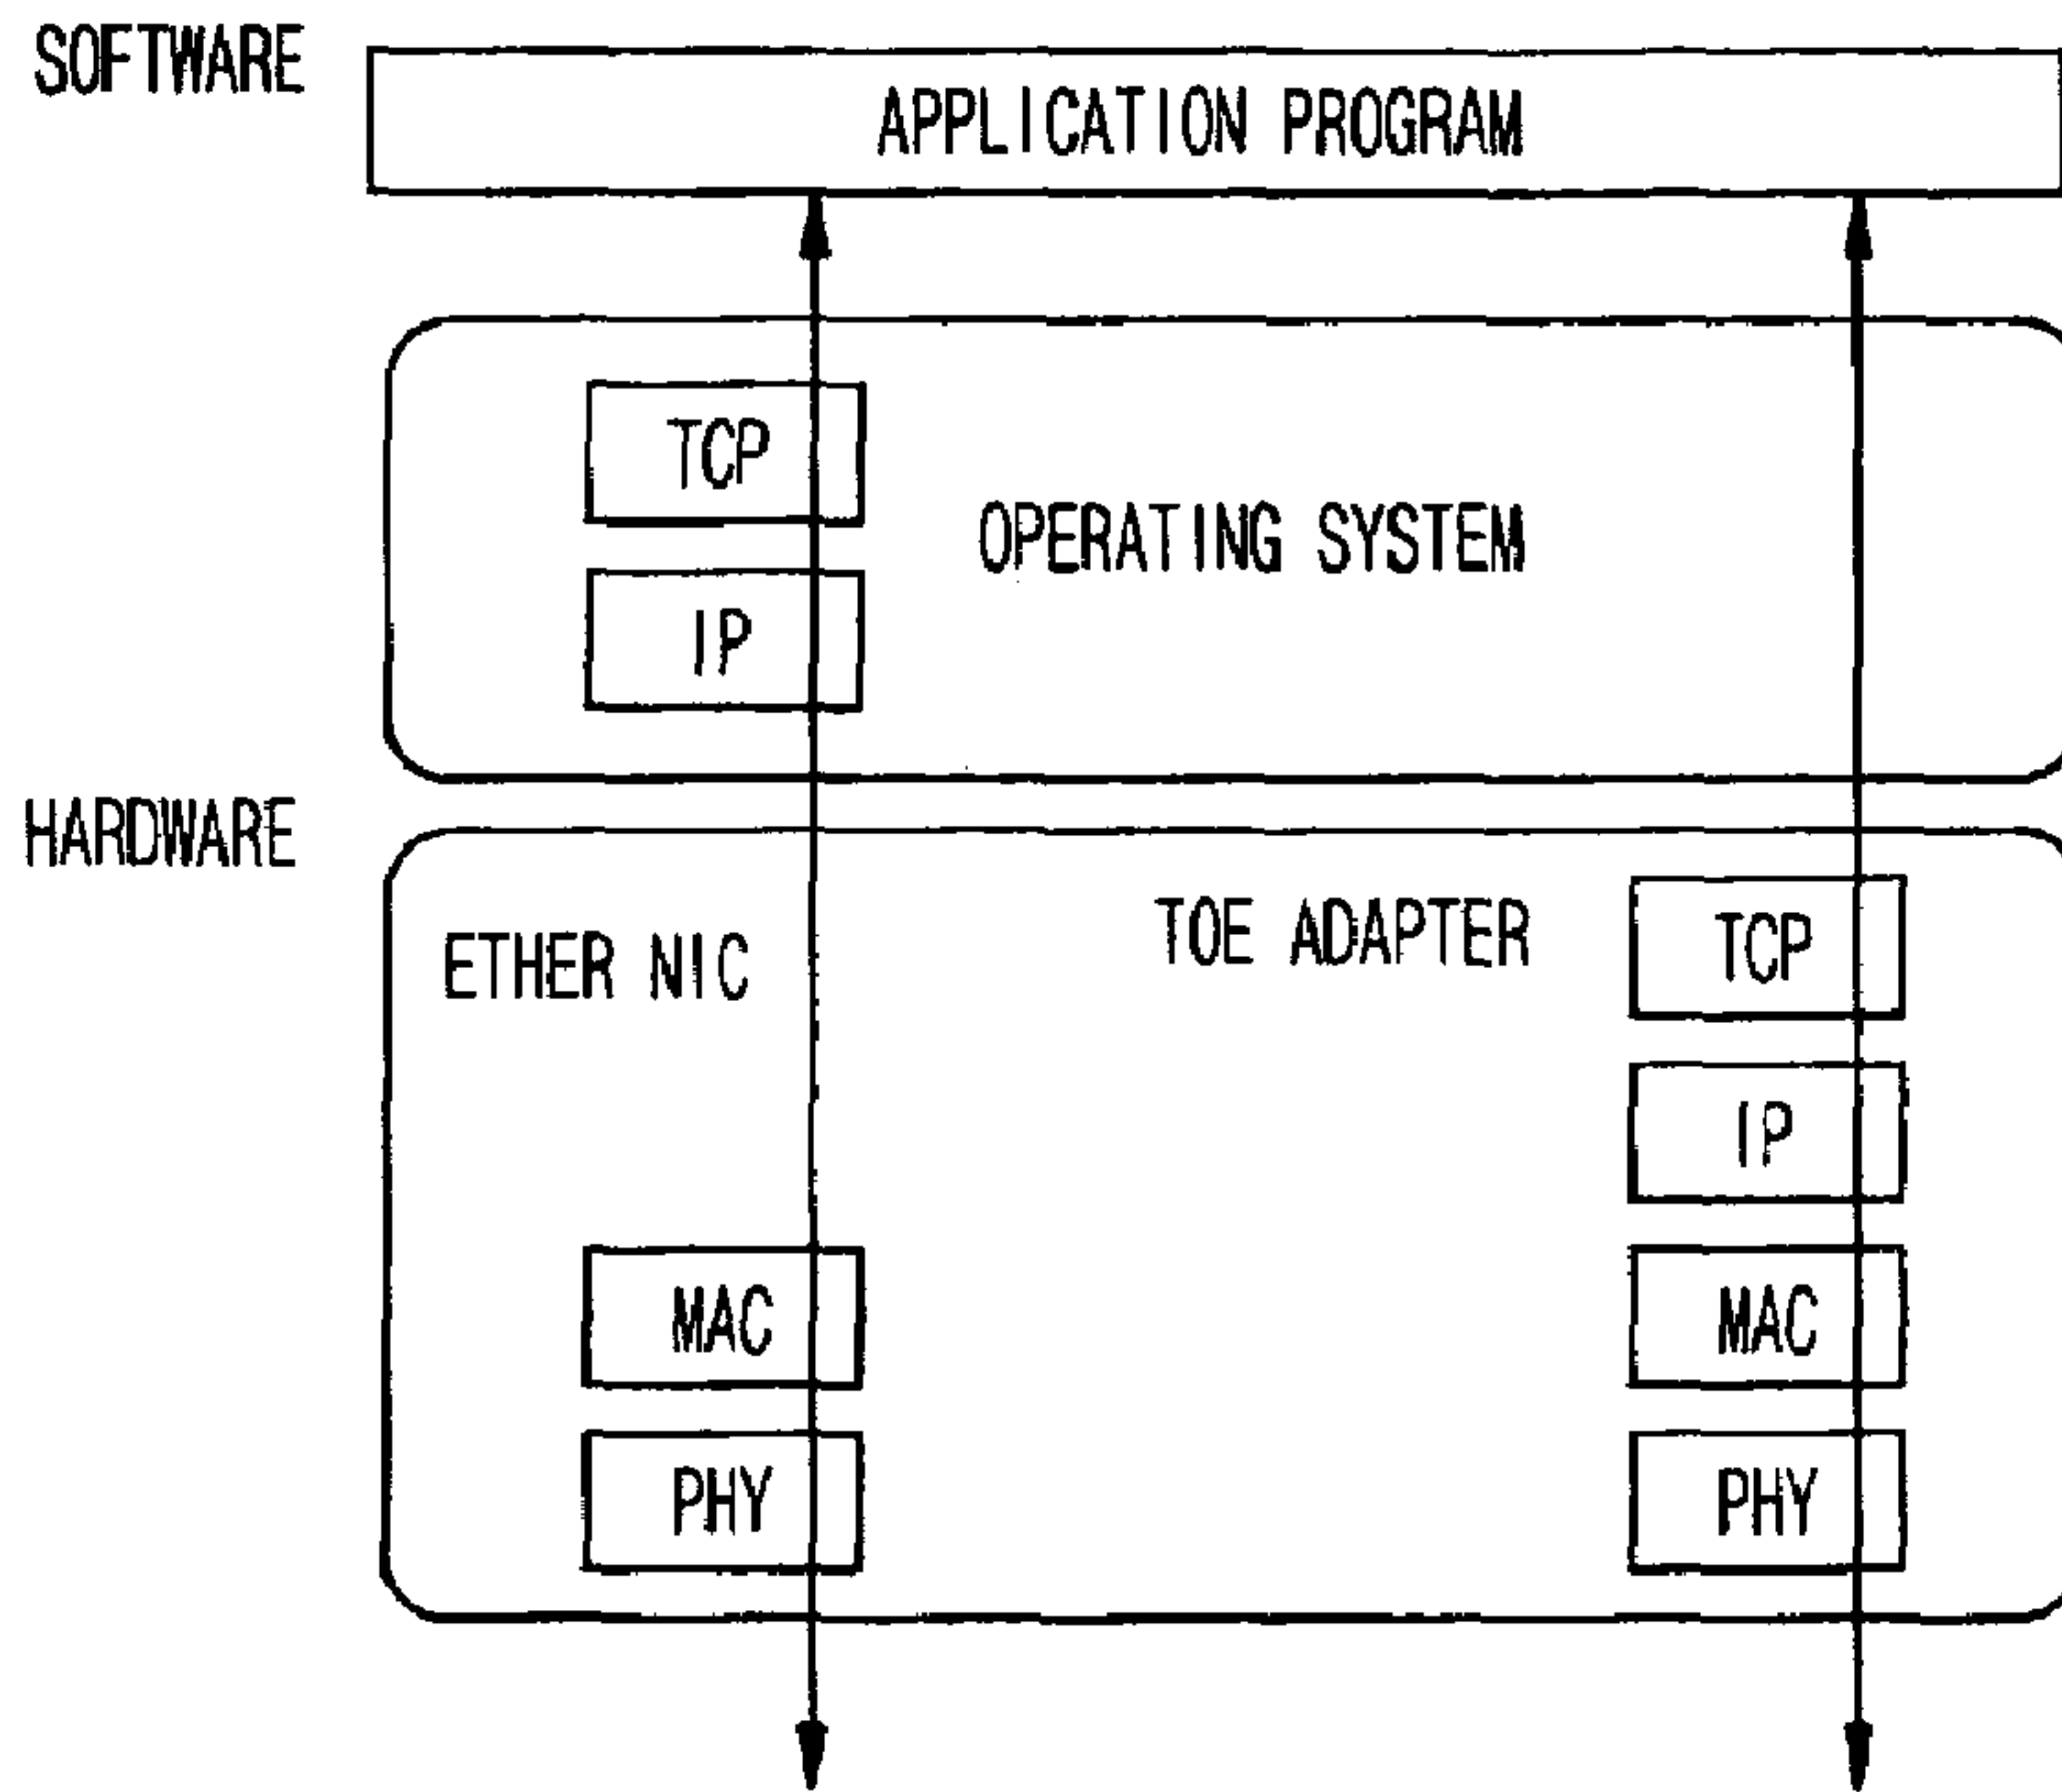 SOFTWARE
APPLICATION PROGRAM
TCP
OPERATING SYSTEM
IP
HARDWARE
ETHER NIC
TOE ADAPTER
TCP
IP
MAC
MAC
PHY
PHY